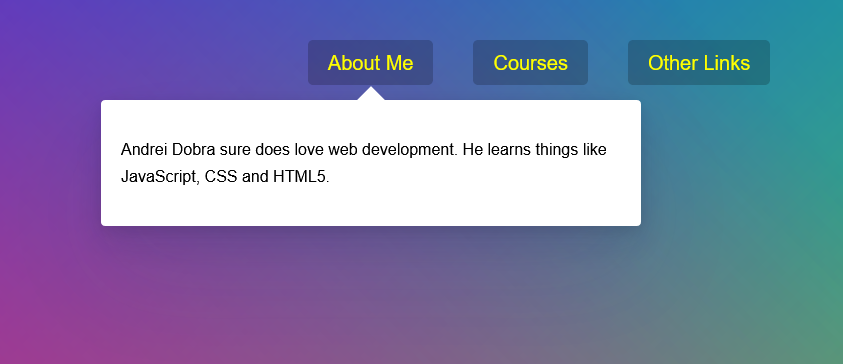 About Me Courses Other Links
Andrei Dobra sure does love web development. He learns things like
JavaScript, CSS and HTML5.